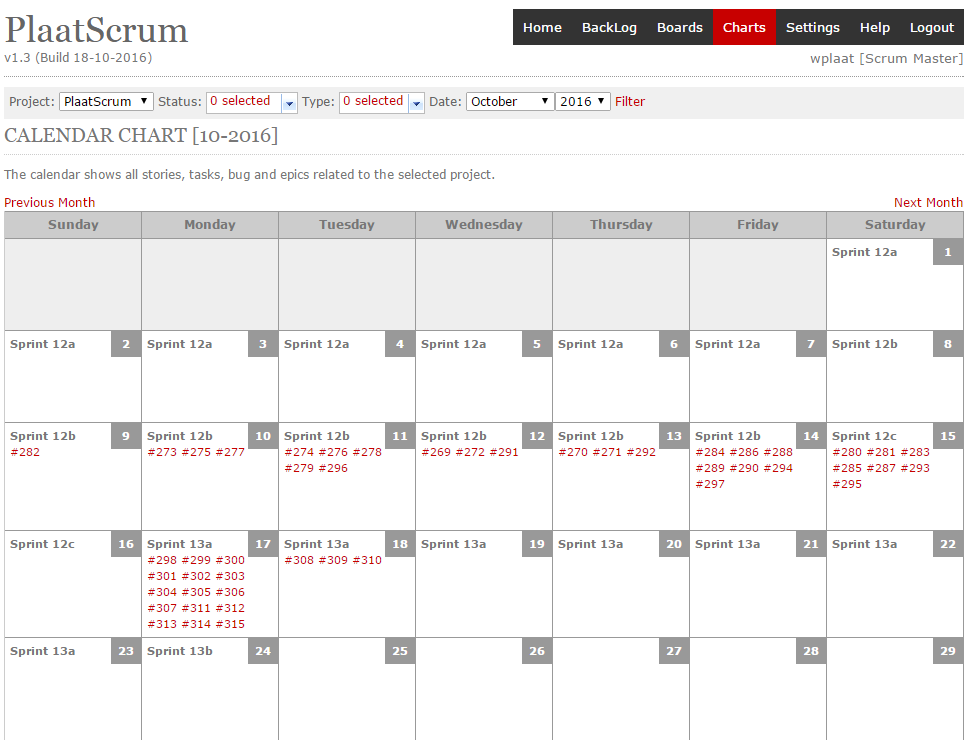 PlaatScrum
Home BackLog Boards Charts Settings Help Logout
v1.3 (Build 18-10-2016)
wplaat [Scrum Master]
Project: PlaatScrum Status: 0 selected Type: 0 selected Date: October 2016 Filter
CALENDAR CHART [10-2016]
The calendar shows all stories, tasks, bug and epics related to the selected project.
Previous Month Next Month
Sunday Monday Tuesday Wednesday Thursday Friday Saturday
Sprint 12a 1
Sprint 12a 2 Sprint 12a 3 Sprint 12a 4 Sprint 12a 5 Sprint 12a 6 Sprint 12a 7 Sprint 12b 8
Sprint 12b 9 Sprint 12b 10 Sprint 12b 11 Sprint 12b 12 Sprint 12b 13 Sprint 12b 14 Sprint 12c 15
#282 #273 #275 #277 #274 #276 #278 #269 #272 #291 #270 #271 #292 #284 #286 #288 #280 #281 #283
#279 #296 #289 #290 #294 #285 #287 #293
#297 #295
Sprint 12c 16 Sprint 13a 17 Sprint 13a 18 Sprint 13a 19 Sprint 13a 20 Sprint 13a 21 Sprint 13a 22
#298 #299 #300 #308 #309 #310
#301 #302 #303
#304 #305 #306
#307 #311 #312
#313 #314 #315
Sprint 13a 23 Sprint 13b 24 25 26 27 28 29